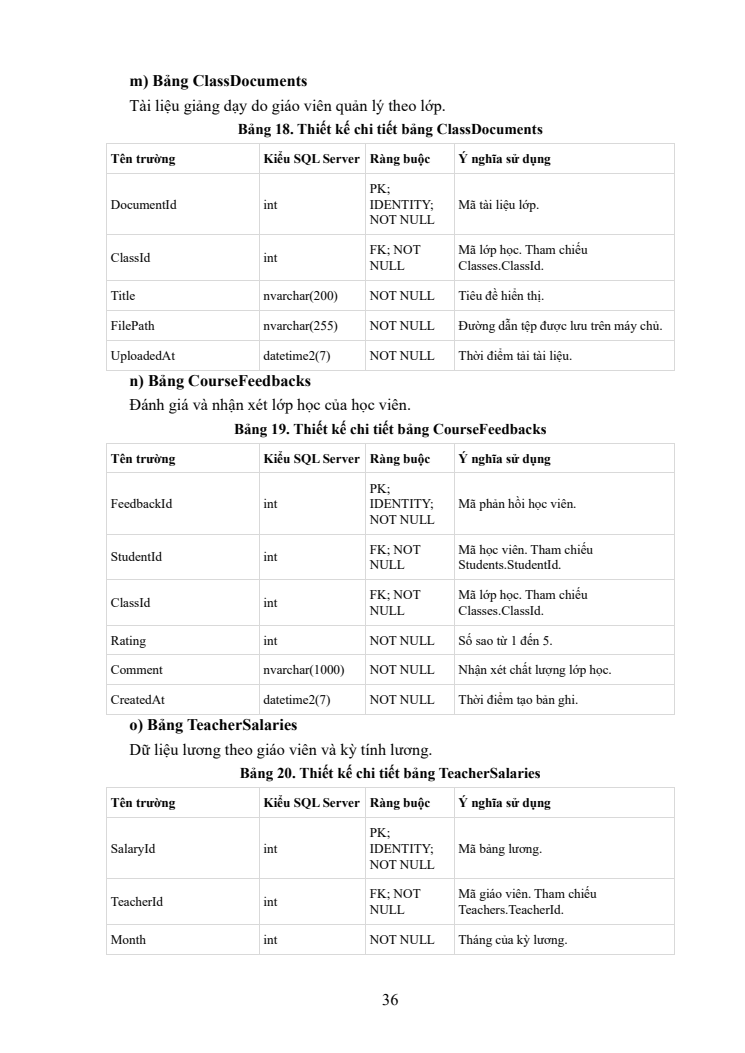 m) Bảng ClassDocuments
Tài liệu giảng dạy do giáo viên quản lý theo lớp.
Bảng 18. Thiết kế chi tiết bảng ClassDocuments
Tên trường Kiểu SQL Server Ràng buộc Ý nghĩa sử dụng
DocumentId int PK; IDENTITY; NOT NULL Mã tài liệu lớp.
ClassId int FK; NOT NULL Mã lớp học. Tham chiếu Classes.ClassId.
Title nvarchar(200) NOT NULL Tiêu đề hiển thị.
FilePath nvarchar(255) NOT NULL Đường dẫn tệp được lưu trên máy chủ.
UploadedAt datetime2(7) NOT NULL Thời điểm tải tài liệu.
n) Bảng CourseFeedbacks
Đánh giá và nhận xét lớp học của học viên.
Bảng 19. Thiết kế chi tiết bảng CourseFeedbacks
Tên trường Kiểu SQL Server Ràng buộc Ý nghĩa sử dụng
FeedbackId int PK; IDENTITY; NOT NULL Mã phản hồi học viên.
StudentId int FK; NOT NULL Mã học viên. Tham chiếu Students.StudentId.
ClassId int FK; NOT NULL Mã lớp học. Tham chiếu Classes.ClassId.
Rating int NOT NULL Số sao từ 1 đến 5.
Comment nvarchar(1000) NOT NULL Nhận xét chất lượng lớp học.
CreatedAt datetime2(7) NOT NULL Thời điểm tạo bản ghi.
o) Bảng TeacherSalaries
Dữ liệu lương theo giáo viên và kỳ tính lương.
Bảng 20. Thiết kế chi tiết bảng TeacherSalaries
Tên trường Kiểu SQL Server Ràng buộc Ý nghĩa sử dụng
SalaryId int PK; IDENTITY; NOT NULL Mã bảng lương.
TeacherId int FK; NOT NULL Mã giáo viên. Tham chiếu Teachers.TeacherId.
Month int NOT NULL Tháng của kỳ lương.
36